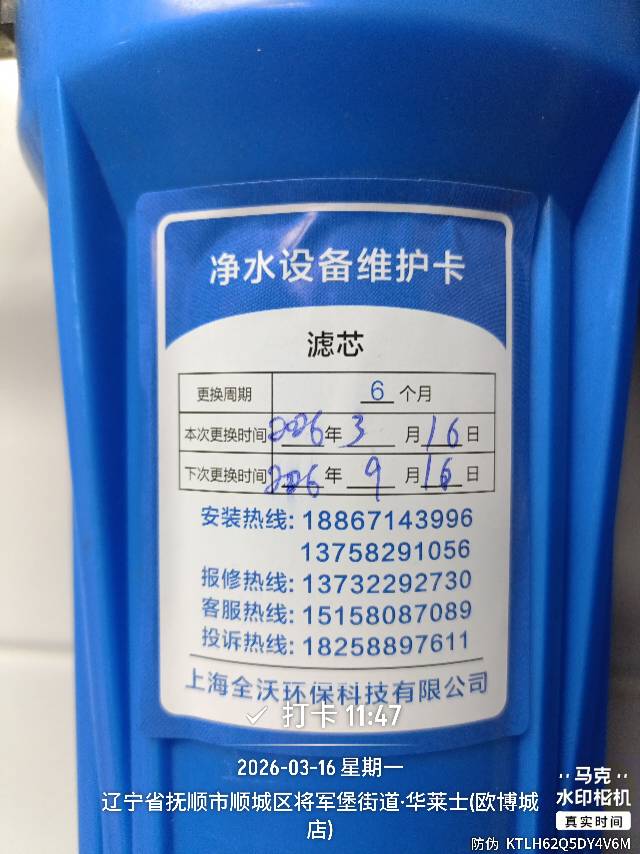 净水设备维护卡
滤芯
更换周期 6 个月
本次更换时间 2026年 3 月 16 日
下次更换时间 2026 年 9 月 16 日
安装热线: 18867143996
13758291056
报修热线: 13732292730
客服热线: 15158087089
投诉热线: 18258897611
上海全沃环保科技有限公司
打卡 11:47
2026-03-16 星期一
辽宁省抚顺市顺城区将军堡街道·华莱士(欧博城
店)
马克
水印相机
真实时间
防伪 KTLH62Q5DY4V6M